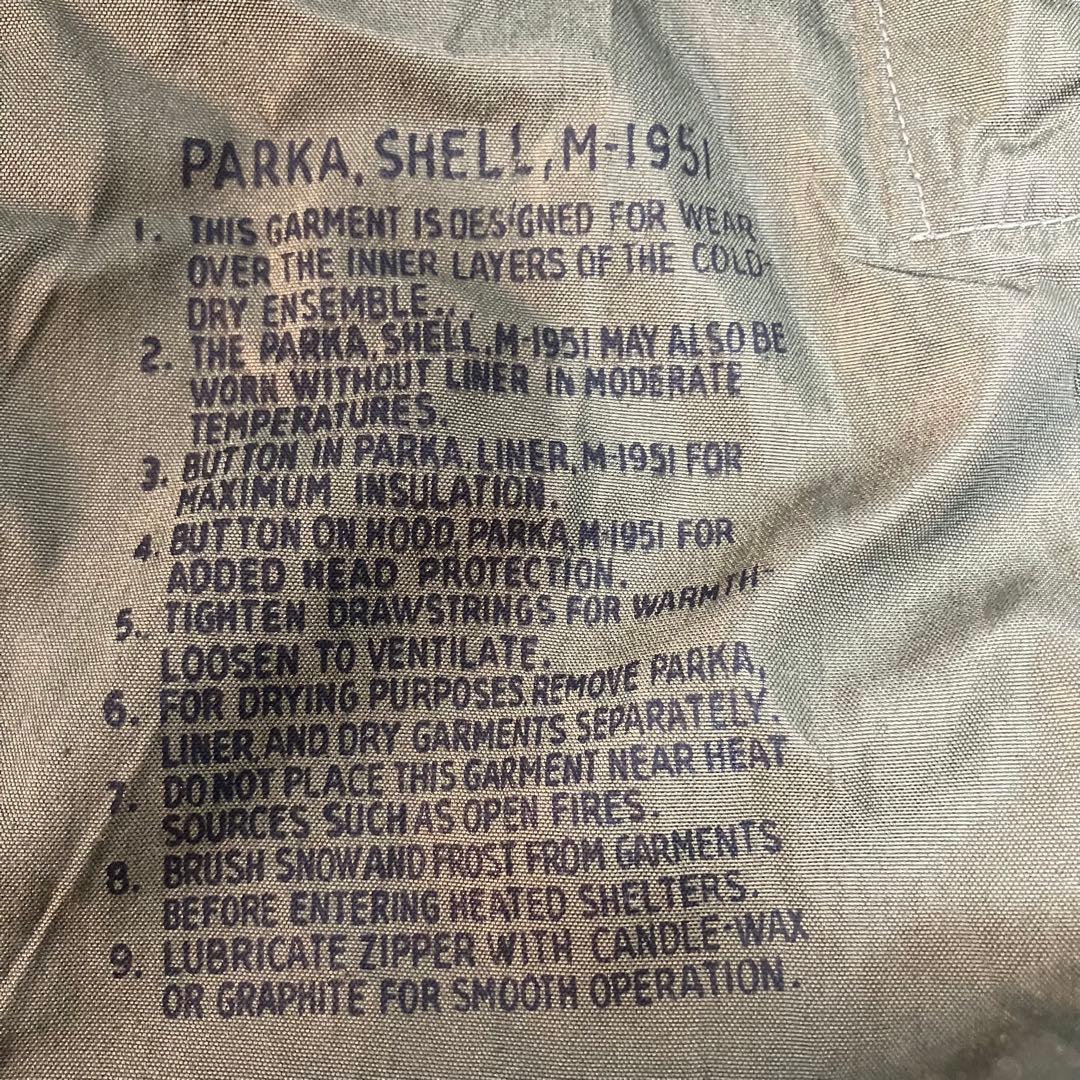 PARKA, SHELL, M-1951
1. THIS GARMENT IS DESIGNED FOR WEAR
OVER THE INNER LAYERS OF THE COLD-
DRY ENSEMBLE...
2. THE PARKA, SHELL, M-1951 MAY ALSO BE
WORN WITHOUT LINER IN MODERATE
TEMPERATURES.
3. BUTTON IN PARKA, LINER, M-1951 FOR
MAXIMUM INSULATION.
4. BUTTON ON HOOD, PARKA, M-1951 FOR
ADDED HEAD PROTECTION.
5. TIGHTEN DRAWSTRINGS FOR WARMTH-
LOOSEN TO VENTILATE.
6. FOR DRYING PURPOSES REMOVE PARKA,
LINER, AND DRY GARMENTS SEPARATELY.
7. DO NOT PLACE THIS GARMENT NEAR HEAT
SOURCES SUCH AS OPEN FIRES.
8. BRUSH SNOW AND FROST FROM GARMENTS
BEFORE ENTERING HEATED SHELTERS.
9. LUBRICATE ZIPPER WITH CANDLE-WAX
OR GRAPHITE FOR SMOOTH OPERATION.